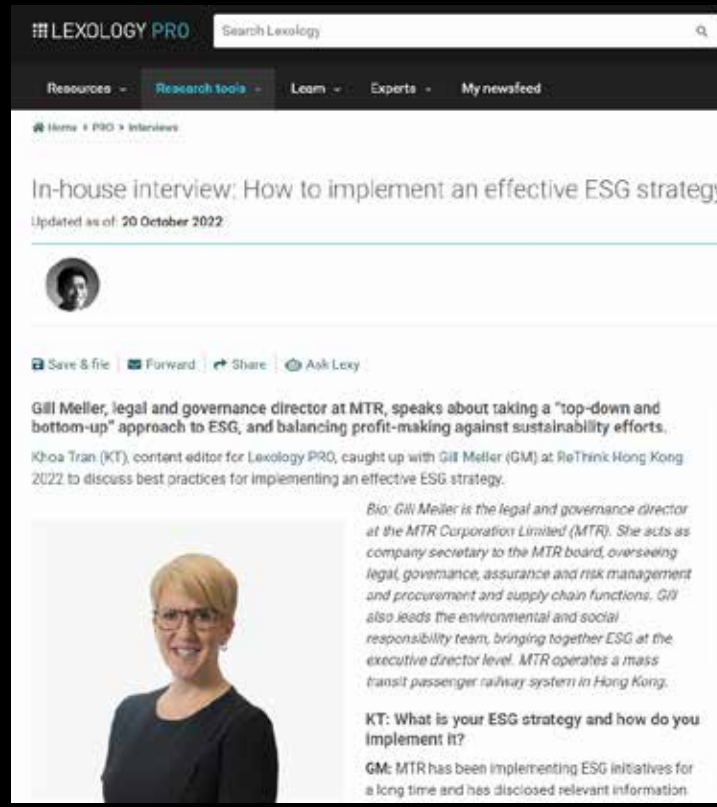 LEXOLOGY PRO
Search Lexology
Resources
Research tools
Learn
Experts
My newsfeed
Home
PRO
Interviews
In-house interview: How to implement an effective ESG strategy
Updated as of: 20 October 2022
Save & file
Forward
Share
Ask Lexy
Gill Meller, legal and governance director at MTR, speaks about taking a "top-down and
bottom-up" approach to ESG, and balancing profit-making against sustainability efforts.
Khoa Tran (KT), content editor for Lexology PRO, caught up with Gill Meller (GM) at ReThink Hong Kong
2022 to discuss best practices for implementing an effective ESG strategy.
Bio: Gill Meller is the legal and governance director
at the MTR Corporation Limited (MTR). She acts as
company secretary to the MTR board, overseeing
legal, governance, assurance and risk management
and procurement and supply chain functions. Gill
also leads the environmental and social
responsibility team, bringing together ESG at the
executive director level. MTR operates a mass
transit passenger railway system in Hong Kong.
KT: What is your ESG strategy and how do you
implement it?
GM: MTR has been implementing ESG initiatives for
a long time and has disclosed relevant information